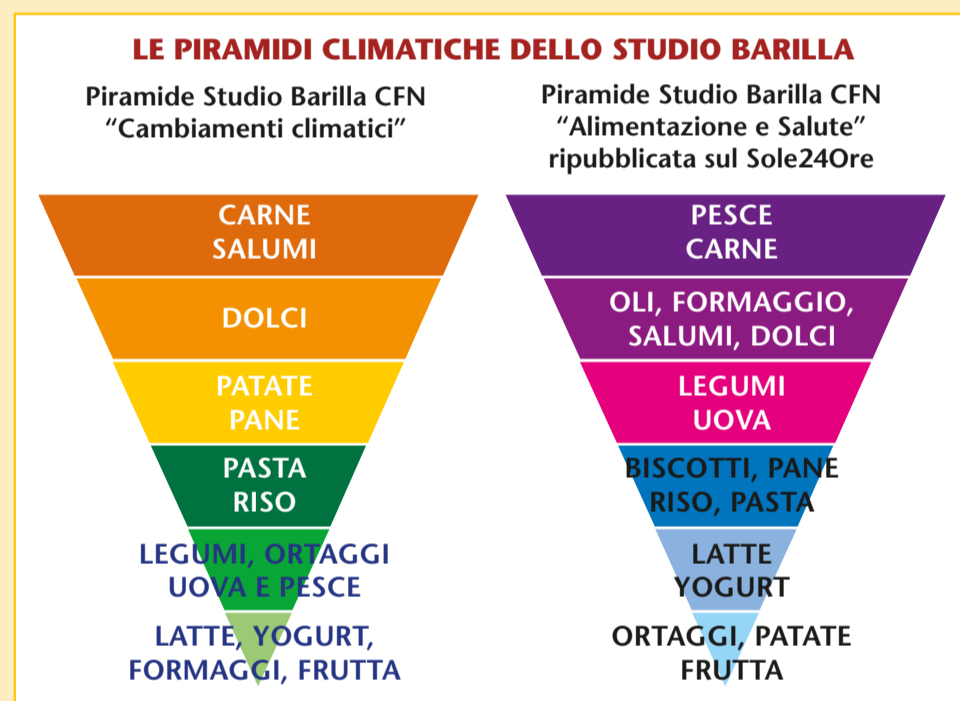 LE PIRAMIDI CLIMATICHE DELLO STUDIO BARILLA
Piramide Studio Barilla CFN
“Cambiamenti climatici”
CARNE
SALUMI
DOLCI
PATATE
PANE
PASTA
RISO
LEGUMI, ORTAGGI
UOVA E PESCE
LATTE, YOGURT,
FORMAGGI, FRUTTA
Piramide Studio Barilla CFN
“Alimentazione e Salute”
ripubblicata sul Sole24Ore
PESCE
CARNE
OLI, FORMAGGIO,
SALUMI, DOLCI
LEGUMI
UOVA
BISCOTTI, PANE
RISO, PASTA
LATTE
YOGURT
ORTAGGI, PATATE
FRUTTA